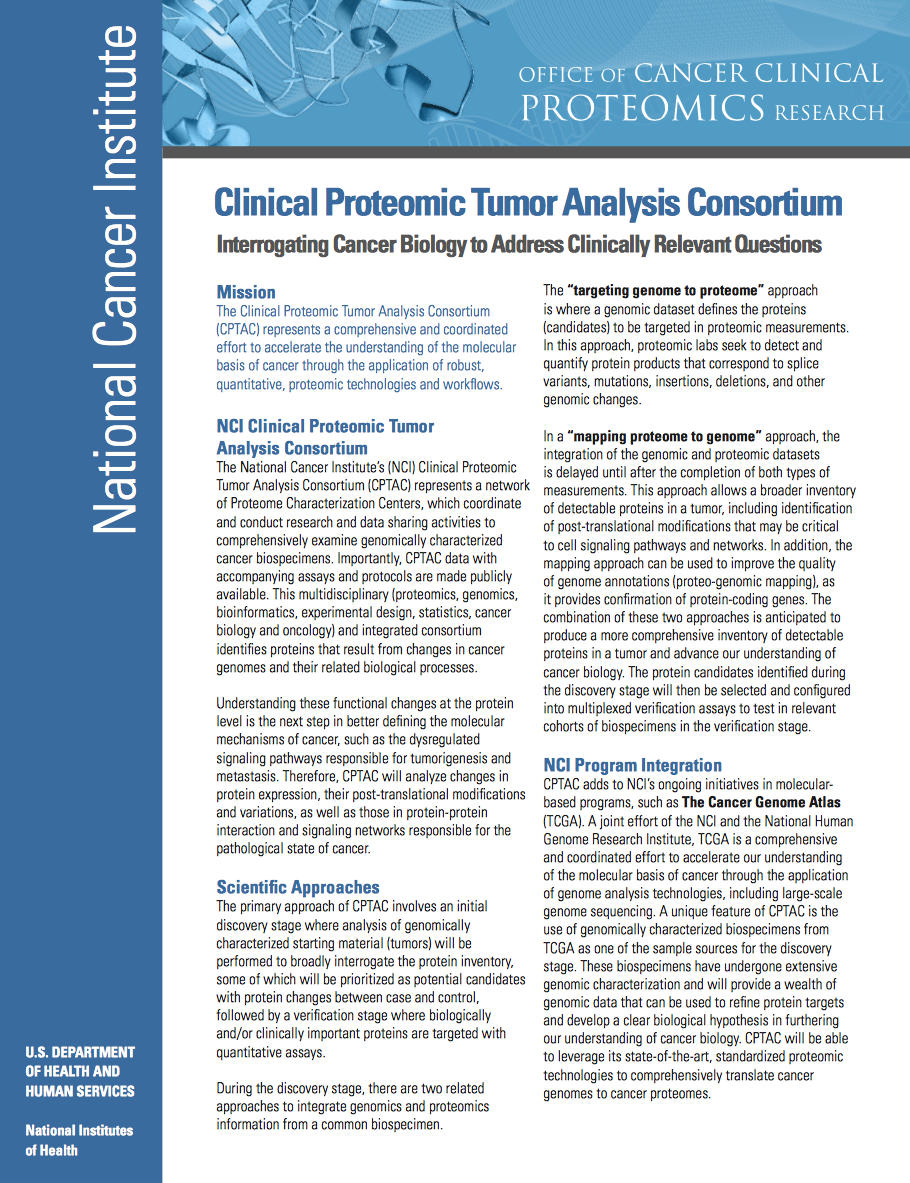 National Cancer Institute
OFFICE OF CANCER CLINICAL
PROTEOMICS RESEARCH
Clinical Proteomic Tumor Analysis Consortium
Interrogating Cancer Biology to Address Clinically Relevant Questions
Mission
The Clinical Proteomic Tumor Analysis Consortium
(CPTAC) represents a comprehensive and coordinated
effort to accelerate the understanding of the molecular
basis of cancer through the application of robust,
quantitative, proteomic technologies and workflows.
NCI Clinical Proteomic Tumor
Analysis Consortium
The National Cancer Institute's (NCI) Clinical Proteomic
Tumor Analysis Consortium (CPTAC) represents a network
of Proteome Characterization Centers, which coordinate
and conduct research and data sharing activities to
comprehensively examine genomically characterized
cancer biospecimens. Importantly, CPTAC data with
accompanying assays and protocols are made publicly
available. This multidisciplinary (proteomics, genomics,
bioinformatics, experimental design, statistics, cancer
biology and oncology) and integrated consortium
identifies proteins that result from changes in cancer
genomes and their related biological processes.
Understanding these functional changes at the protein
level is the next step in better defining the molecular
mechanisms of cancer, such as the dysregulated
signaling pathways responsible for tumorigenesis and
metastasis. Therefore, CPTAC will analyze changes in
protein expression, their post-translational modifications
and variations, as well as those in protein-protein
interaction and signaling networks responsible for the
pathological state of cancer.
Scientific Approaches
The primary approach of CPTAC involves an initial
discovery stage where analysis of genomically
characterized starting material (tumors) will be
performed to broadly interrogate the protein inventory,
some of which will be prioritized as potential candidates
with protein changes between case and control,
followed by a verification stage where biologically
and/or clinically important proteins are targeted with
quantitative assays.
During the discovery stage, there are two related
approaches to integrate genomics and proteomics
information from a common biospecimen.
The "targeting genome to proteome" approach
is where a genomic dataset defines the proteins
(candidates) to be targeted in proteomic measurements.
In this approach, proteomic labs seek to detect and
quantify protein products that correspond to splice
variants, mutations, insertions, deletions, and other
genomic changes.
In a "mapping proteome to genome" approach, the
integration of the genomic and proteomic datasets
is delayed until after the completion of both types of
measurements. This approach allows a broader inventory
of detectable proteins in a tumor, including identification
of post-translational modifications that may be critical
to cell signaling pathways and networks. In addition, the
mapping approach can be used to improve the quality
of genome annotations (proteo-genomic mapping), as
it provides confirmation of protein-coding genes. The
combination of these two approaches is anticipated to
produce a more comprehensive inventory of detectable
proteins in a tumor and advance our understanding of
cancer biology. The protein candidates identified during
the discovery stage will then be selected and configured
into multiplexed verification assays to test in relevant
cohorts of biospecimens in the verification stage.
NCI Program Integration
CPTAC adds to NCI's ongoing initiatives in molecular-
based programs, such as The Cancer Genome Atlas
(TCGA). A joint effort of the NCI and the National Human
Genome Research Institute, TCGA is a comprehensive
and coordinated effort to accelerate our understanding
of the molecular basis of cancer through the application
of genome analysis technologies, including large-scale
genome sequencing. A unique feature of CPTAC is the
use of genomically characterized biospecimens from
TCGA as one of the sample sources for the discovery
stage. These biospecimens have undergone extensive
genomic characterization and will provide a wealth of
genomic data that can be used to refine protein targets
and develop a clear biological hypothesis in furthering
our understanding of cancer biology. CPTAC will be able
to leverage its state-of-the-art, standardized proteomic
technologies to comprehensively translate cancer
genomes to cancer proteomes.
U.S. DEPARTMENT
OF HEALTH AND
HUMAN SERVICES
National Institutes
of Health